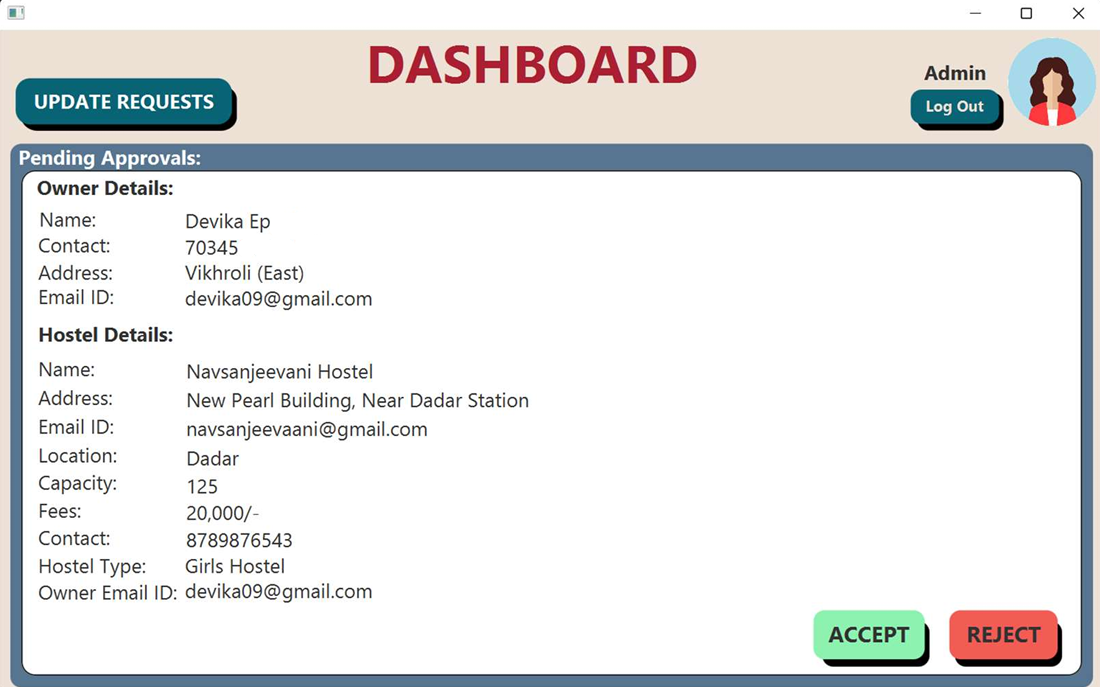 DASHBOARD
Admin
UPDATE REQUESTS
Log Out
Pending Approvals:
Owner Details:
Name: Devika Ep
Contact: 70345
Address: Vikhroli (East)
Email ID: devika09@gmail.com
Hostel Details:
Name: Navsanjeevani Hostel
Address: New Pearl Building, Near Dadar Station
Email ID: navsanjeevaani@gmail.com
Location: Dadar
Capacity: 125
Fees: 20,000/-
Contact: 8789876543
Hostel Type: Girls Hostel
Owner Email ID: devika09@gmail.com
ACCEPT REJECT